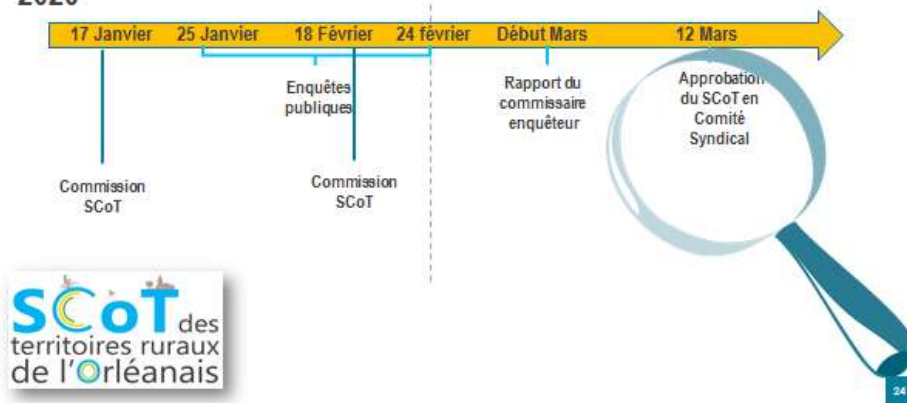 2020
17 Janvier 25 Janvier 18 Février 24 février Début Mars 12 Mars
Enquêtes
publiques
Rapport du
commissaire
enquêteur
Approbation
du SCoT en
Comité
Syndical
Commission
SCoT
Commission
SCoT
SCoT des
territoires ruraux
de l'Orléanais
24